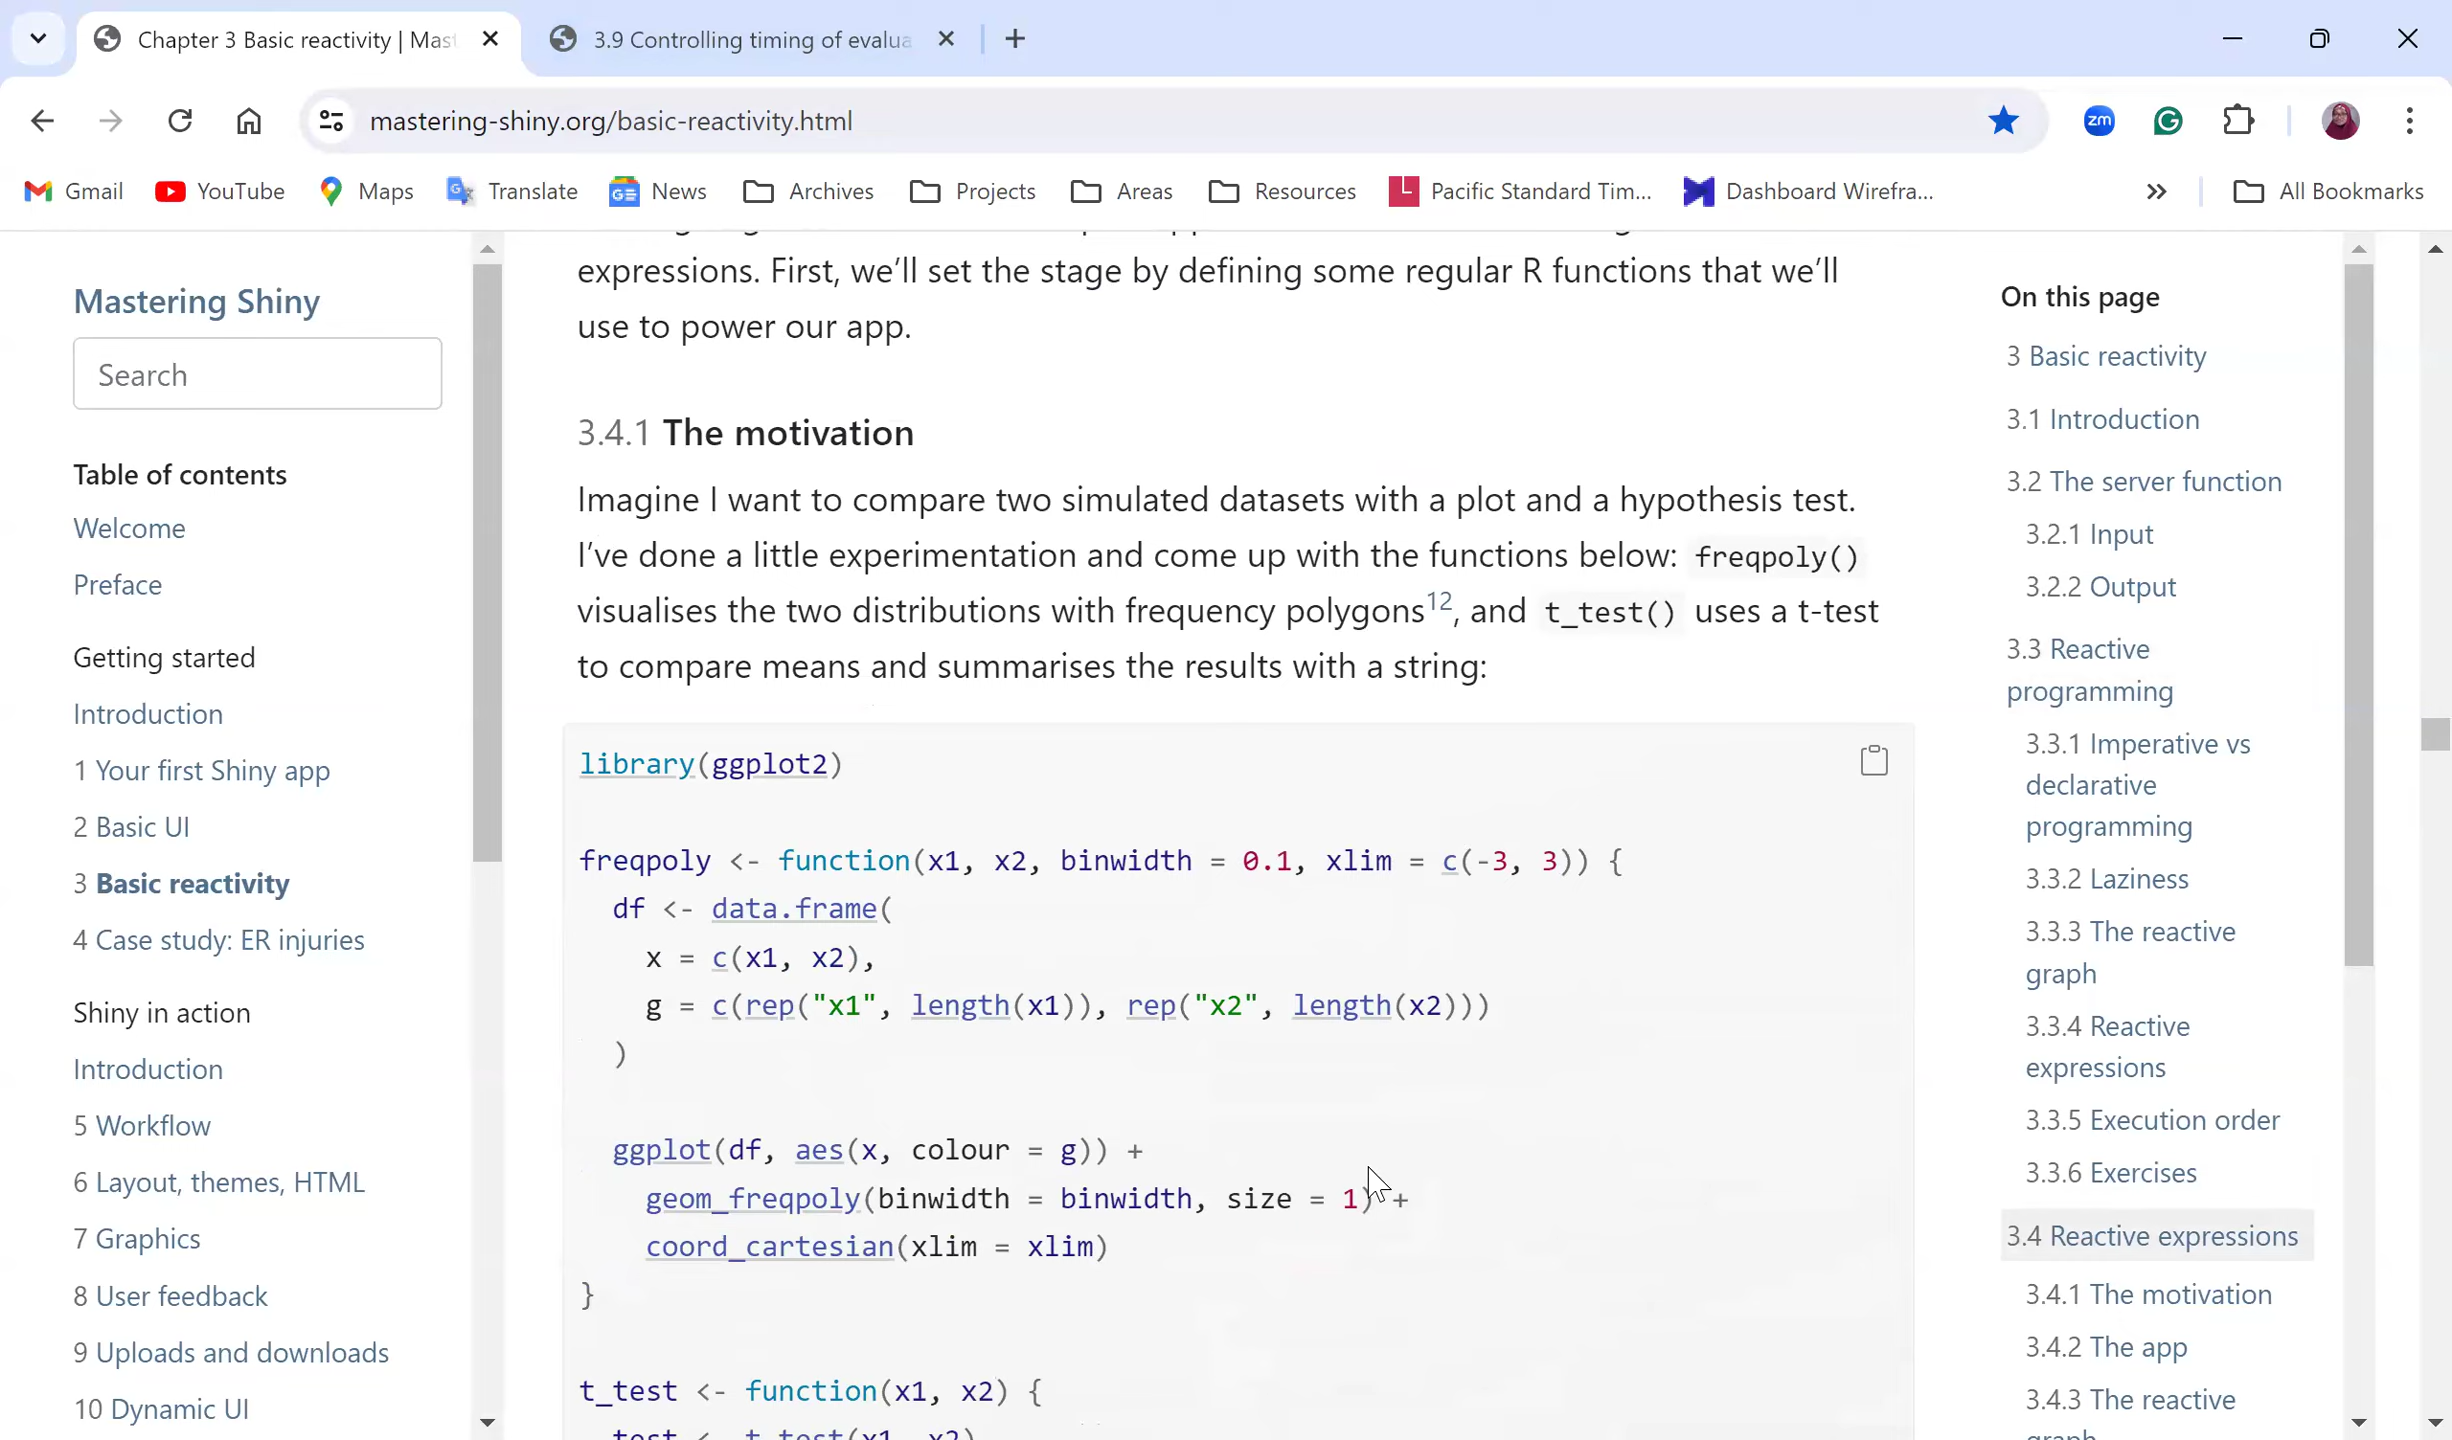 Chapter 3 Basic reactivity | Mast
3.9 Controlling timing of evalua
mastering-shiny.org/basic-reactivity.html
zm
Gmail
YouTube
Maps
Translate
News
Archives
Projects
Areas
Resources
Pacific Standard Tim...
Dashboard Wirefra...
All Bookmarks
Mastering Shiny
Search
Table of contents
Welcome
Preface
Getting started
Introduction
1 Your first Shiny app
2 Basic UI
3 Basic reactivity
4 Case study: ER injuries
Shiny in action
Introduction
5 Workflow
6 Layout, themes, HTML
7 Graphics
8 User feedback
9 Uploads and downloads
10 Dynamic UI
expressions. First, we’ll set the stage by defining some regular R functions that we’ll
use to power our app.
3.4.1 The motivation
Imagine I want to compare two simulated datasets with a plot and a hypothesis test.
I’ve done a little experimentation and come up with the functions below: freqpoly()
visualises the two distributions with frequency polygons12, and t_test() uses a t-test
to compare means and summarises the results with a string:
library(ggplot2)
freqpoly <- function(x1, x2, binwidth = 0.1, xlim = c(-3, 3)) {
df <- data.frame(
x = c(x1, x2),
g = c(rep("x1", length(x1)), rep("x2", length(x2)))
)
ggplot(df, aes(x, colour = g)) +
geom_freqpoly(binwidth = binwidth, size = 1) +
coord_cartesian(xlim = xlim)
}
t_test <- function(x1, x2) {
test <- t.test(x1, x2)
On this page
3 Basic reactivity
3.1 Introduction
3.2 The server function
3.2.1 Input
3.2.2 Output
3.3 Reactive
programming
3.3.1 Imperative vs
declarative
programming
3.3.2 Laziness
3.3.3 The reactive
graph
3.3.4 Reactive
expressions
3.3.5 Execution order
3.3.6 Exercises
3.4 Reactive expressions
3.4.1 The motivation
3.4.2 The app
3.4.3 The reactive
graph